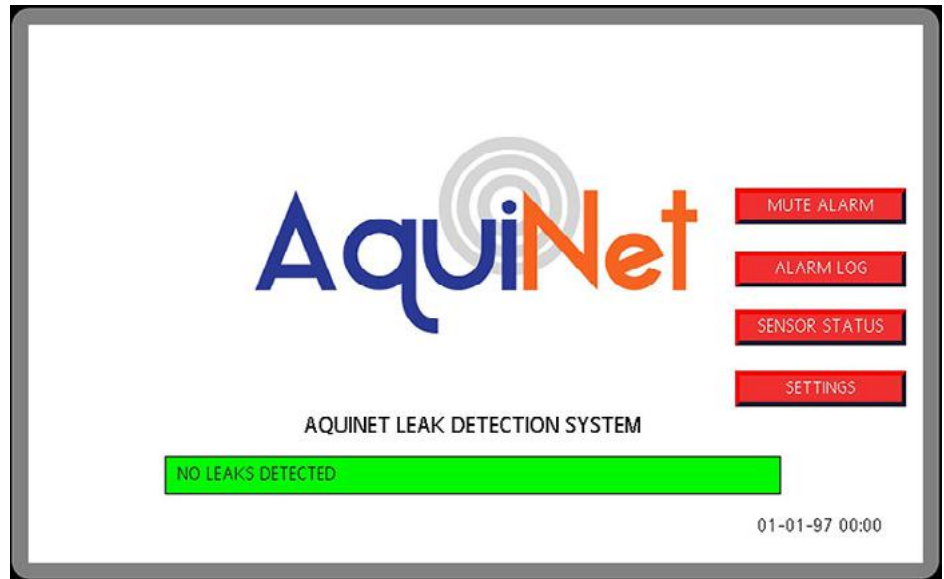 AquiNet
MUTE ALARM
ALARM LOG
SENSOR STATUS
SETTINGS
AQUINET LEAK DETECTION SYSTEM
NO LEAKS DETECTED
01-01-97 00:00